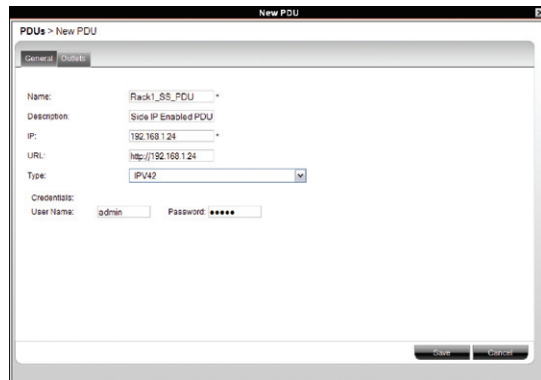 New PDU
PDUs > New PDU
General Outlets
Name: Rack1_SS_PDU *
Description: Side IP Enabled PDU
IP: 192.168.1.24 *
URL: http://192.168.1.24
Type: IPV42
Credentials:
User Name: admin Password: •••••
Save Cancel